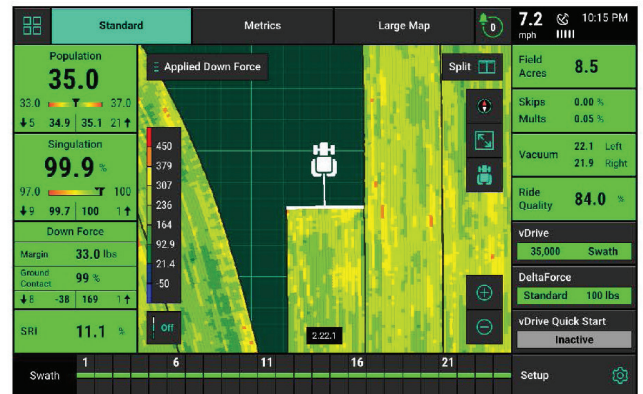 Standard
Metrics
Large Map
0
7.2 mph
10:15 PM
Population
35.0
33.0 37.0
5 34.9 35.1 21
Singulation
99.9 %
97.0 100
9 99.7 100 1
Down Force
Margin 33.0 lbs
Ground Contact 99 %
8 -38 169 1
SRI 11.1 %
Applied Down Force
Split
450
379
307
236
164
92.9
21.4
-50
Off
2.22.1
Field Acres 8.5
Skips 0.00 %
Mults 0.05 %
Vacuum 22.1 Left
21.9 Right
Ride Quality 84.0 %
vDrive
35,000 Swath
DeltaForce
Standard 100 lbs
vDrive Quick Start
Inactive
Swath 1 6 11 16 21
Setup